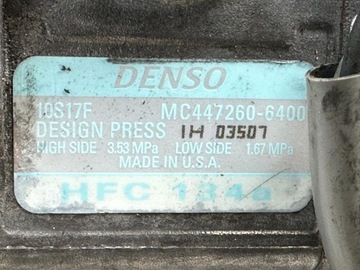 DENSO
10S17F MC447260-6400
DESIGN PRESS 1H 03507
HIGH SIDE 3.53 MPa LOW SIDE 1.67 MPa
MADE IN U.S.A.
HFC 134a